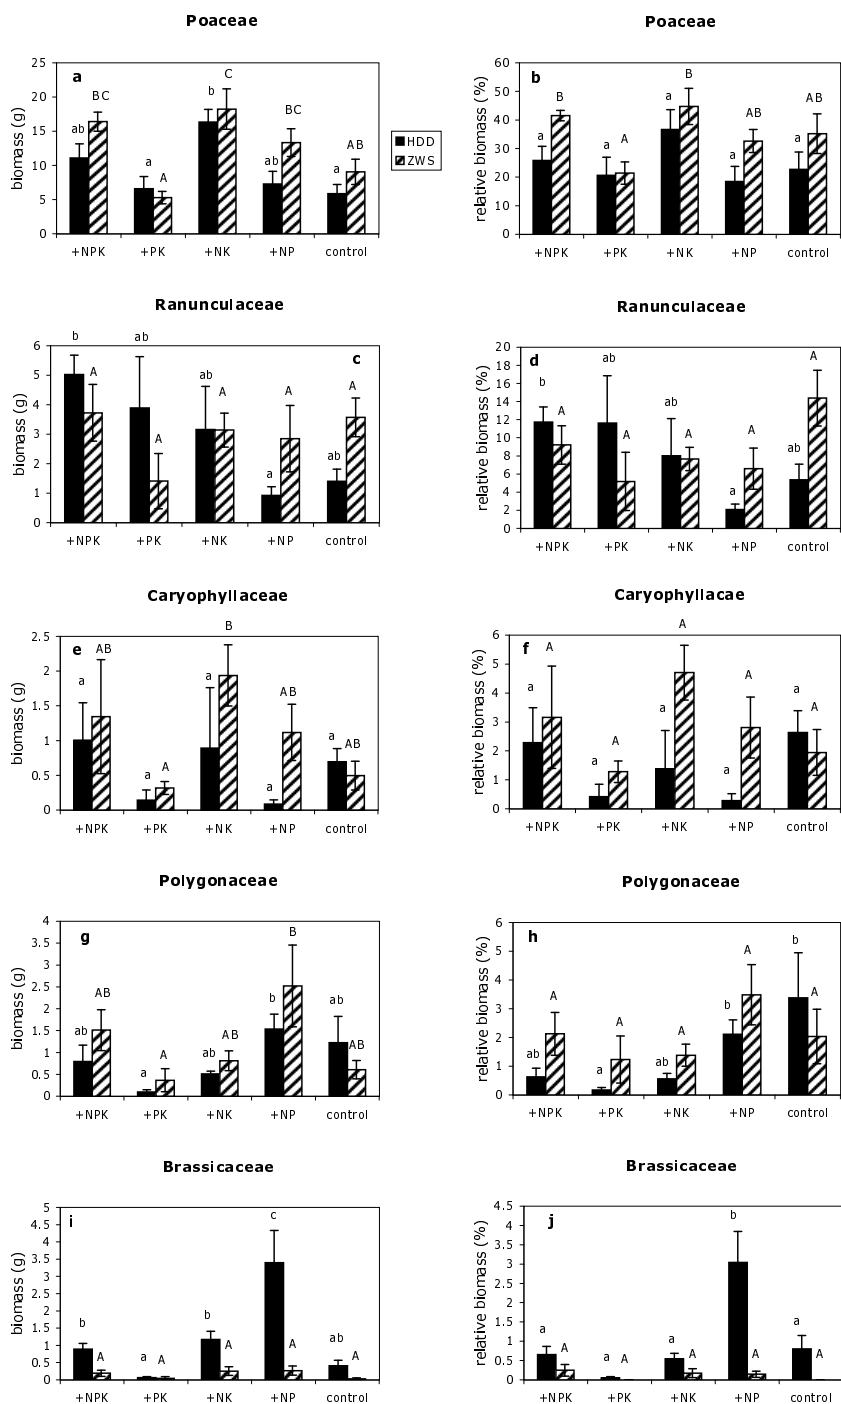 Poaceae
a
biomass (g)
25
20
15
10
5
0
ab
BC
a
A
b
C
ab
BC
a
AB
+NPK
+PK
+NK
+NP
control
HDD
ZWS
Poaceae
b
relative biomass (%)
60
50
40
30
20
10
0
a
B
a
A
a
B
a
AB
a
AB
+NPK
+PK
+NK
+NP
control
Ranunculaceae
c
biomass (g)
6
5
4
3
2
1
0
b
A
ab
A
ab
A
a
A
ab
A
+NPK
+PK
+NK
+NP
control
Ranunculaceae
d
relative biomass (%)
20
18
16
14
12
10
8
6
4
2
0
b
A
ab
A
ab
A
a
A
ab
A
+NPK
+PK
+NK
+NP
control
Caryophyllaceae
e
biomass (g)
2.5
2
1.5
1
0.5
0
a
AB
a
A
a
B
a
AB
a
AB
+NPK
+PK
+NK
+NP
control
Caryophyllacae
f
relative biomass (%)
6
5
4
3
2
1
0
a
A
a
A
a
A
a
A
a
A
+NPK
+PK
+NK
+NP
control
Polygonaceae
g
biomass (g)
4
3.5
3
2.5
2
1.5
1
0.5
0
ab
AB
a
A
ab
AB
b
B
ab
AB
+NPK
+PK
+NK
+NP
control
Polygonaceae
h
relative biomass (%)
6
5
4
3
2
1
0
ab
A
a
A
ab
A
b
A
b
A
+NPK
+PK
+NK
+NP
control
Brassicaceae
i
biomass (g)
5
4.5
4
3.5
3
2.5
2
1.5
1
0.5
0
b
A
a
A
b
A
c
A
ab
A
+NPK
+PK
+NK
+NP
control
Brassicaceae
j
relative biomass (%)
4.5
4
3.5
3
2.5
2
1.5
1
0.5
0
a
A
a
A
a
A
b
A
a
A
+NPK
+PK
+NK
+NP
control